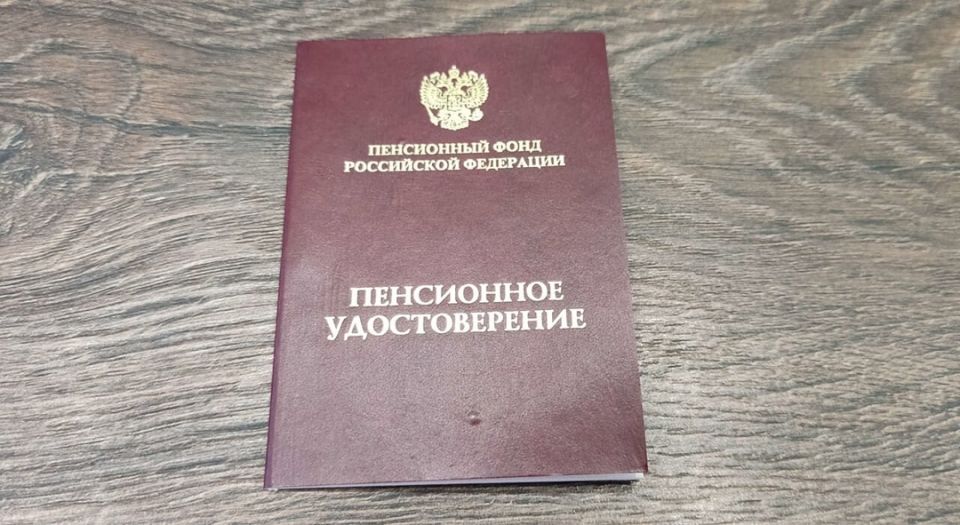 ПЕНСИОННЫЙ ФОНД
РОССИЙСКОЙ ФЕДЕРАЦИИ
ПЕНСИОННОЕ
УДОСТОВЕРЕНИЕ